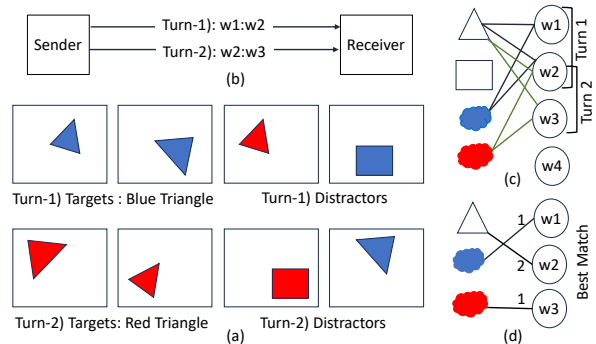 Sender
Turn-1): w1:w2
Turn-2): w2:w3
Receiver
(b)
Turn-1) Targets : Blue Triangle
Turn-1) Distractors
Turn-2) Targets: Red Triangle
(a)
Turn-2) Distractors
w1
w2
w3
w4
Turn 1
Turn 2
(c)
1
w1
2
w2
1
w3
Best Match
(d)